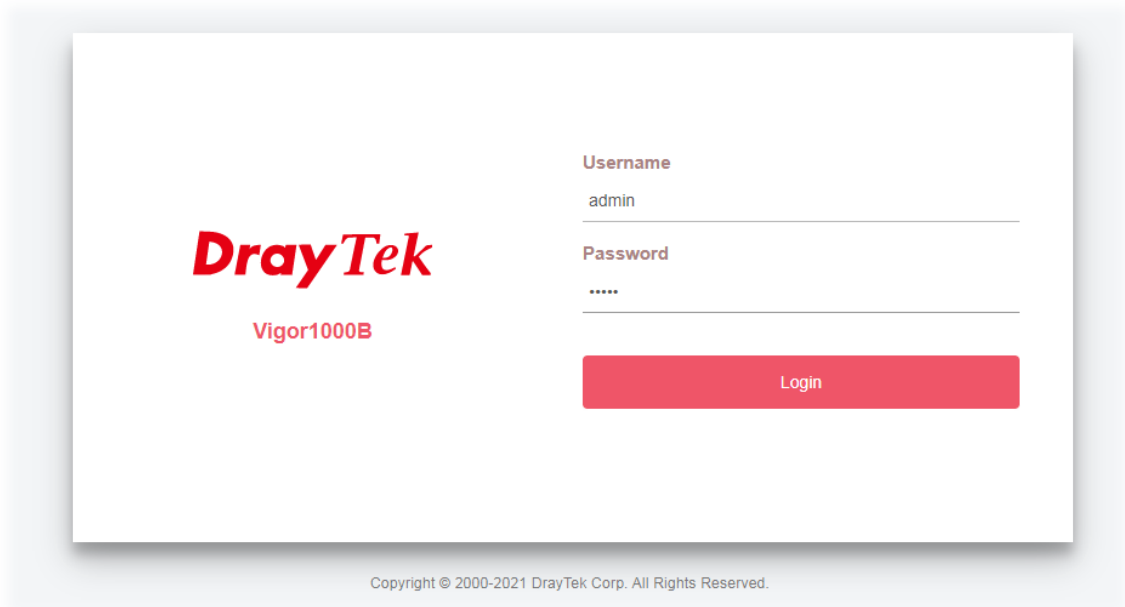 DrayTek
Vigor1000B
Username
admin
Password
•••••
Login
Copyright © 2000-2021 DrayTek Corp. All Rights Reserved.